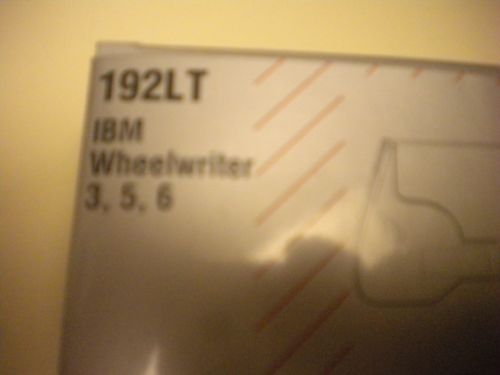 192LT
IBM
Wheelwriter
3, 5, 6